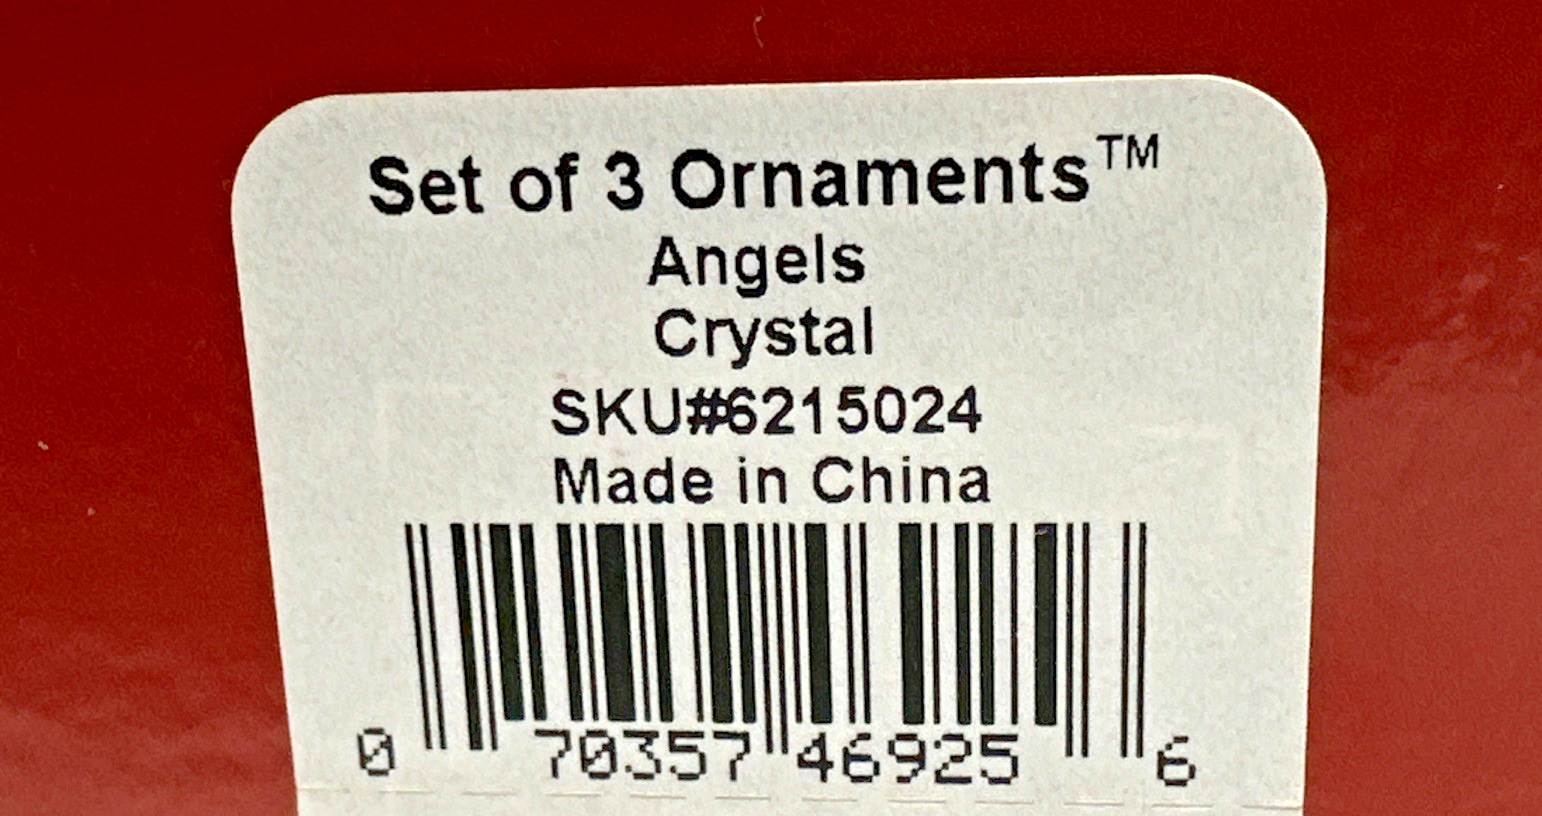 Set of 3 Ornaments™
Angels
Crystal
SKU#6215024
Made in China
0 70357 46925 6